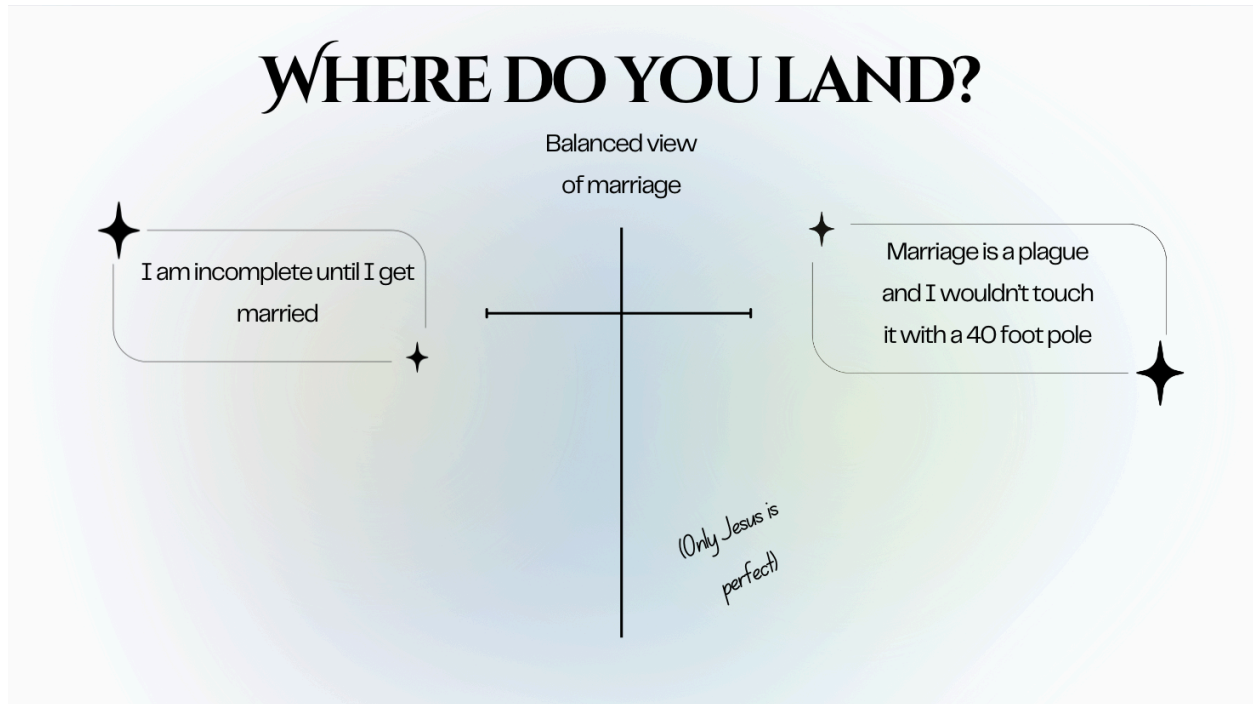 WHERE DO YOU LAND?
Balanced view
of marriage
I am incomplete until I get
married
Marriage is a plague
and I wouldn't touch
it with a 40 foot pole
(Only Jesus is
perfect)